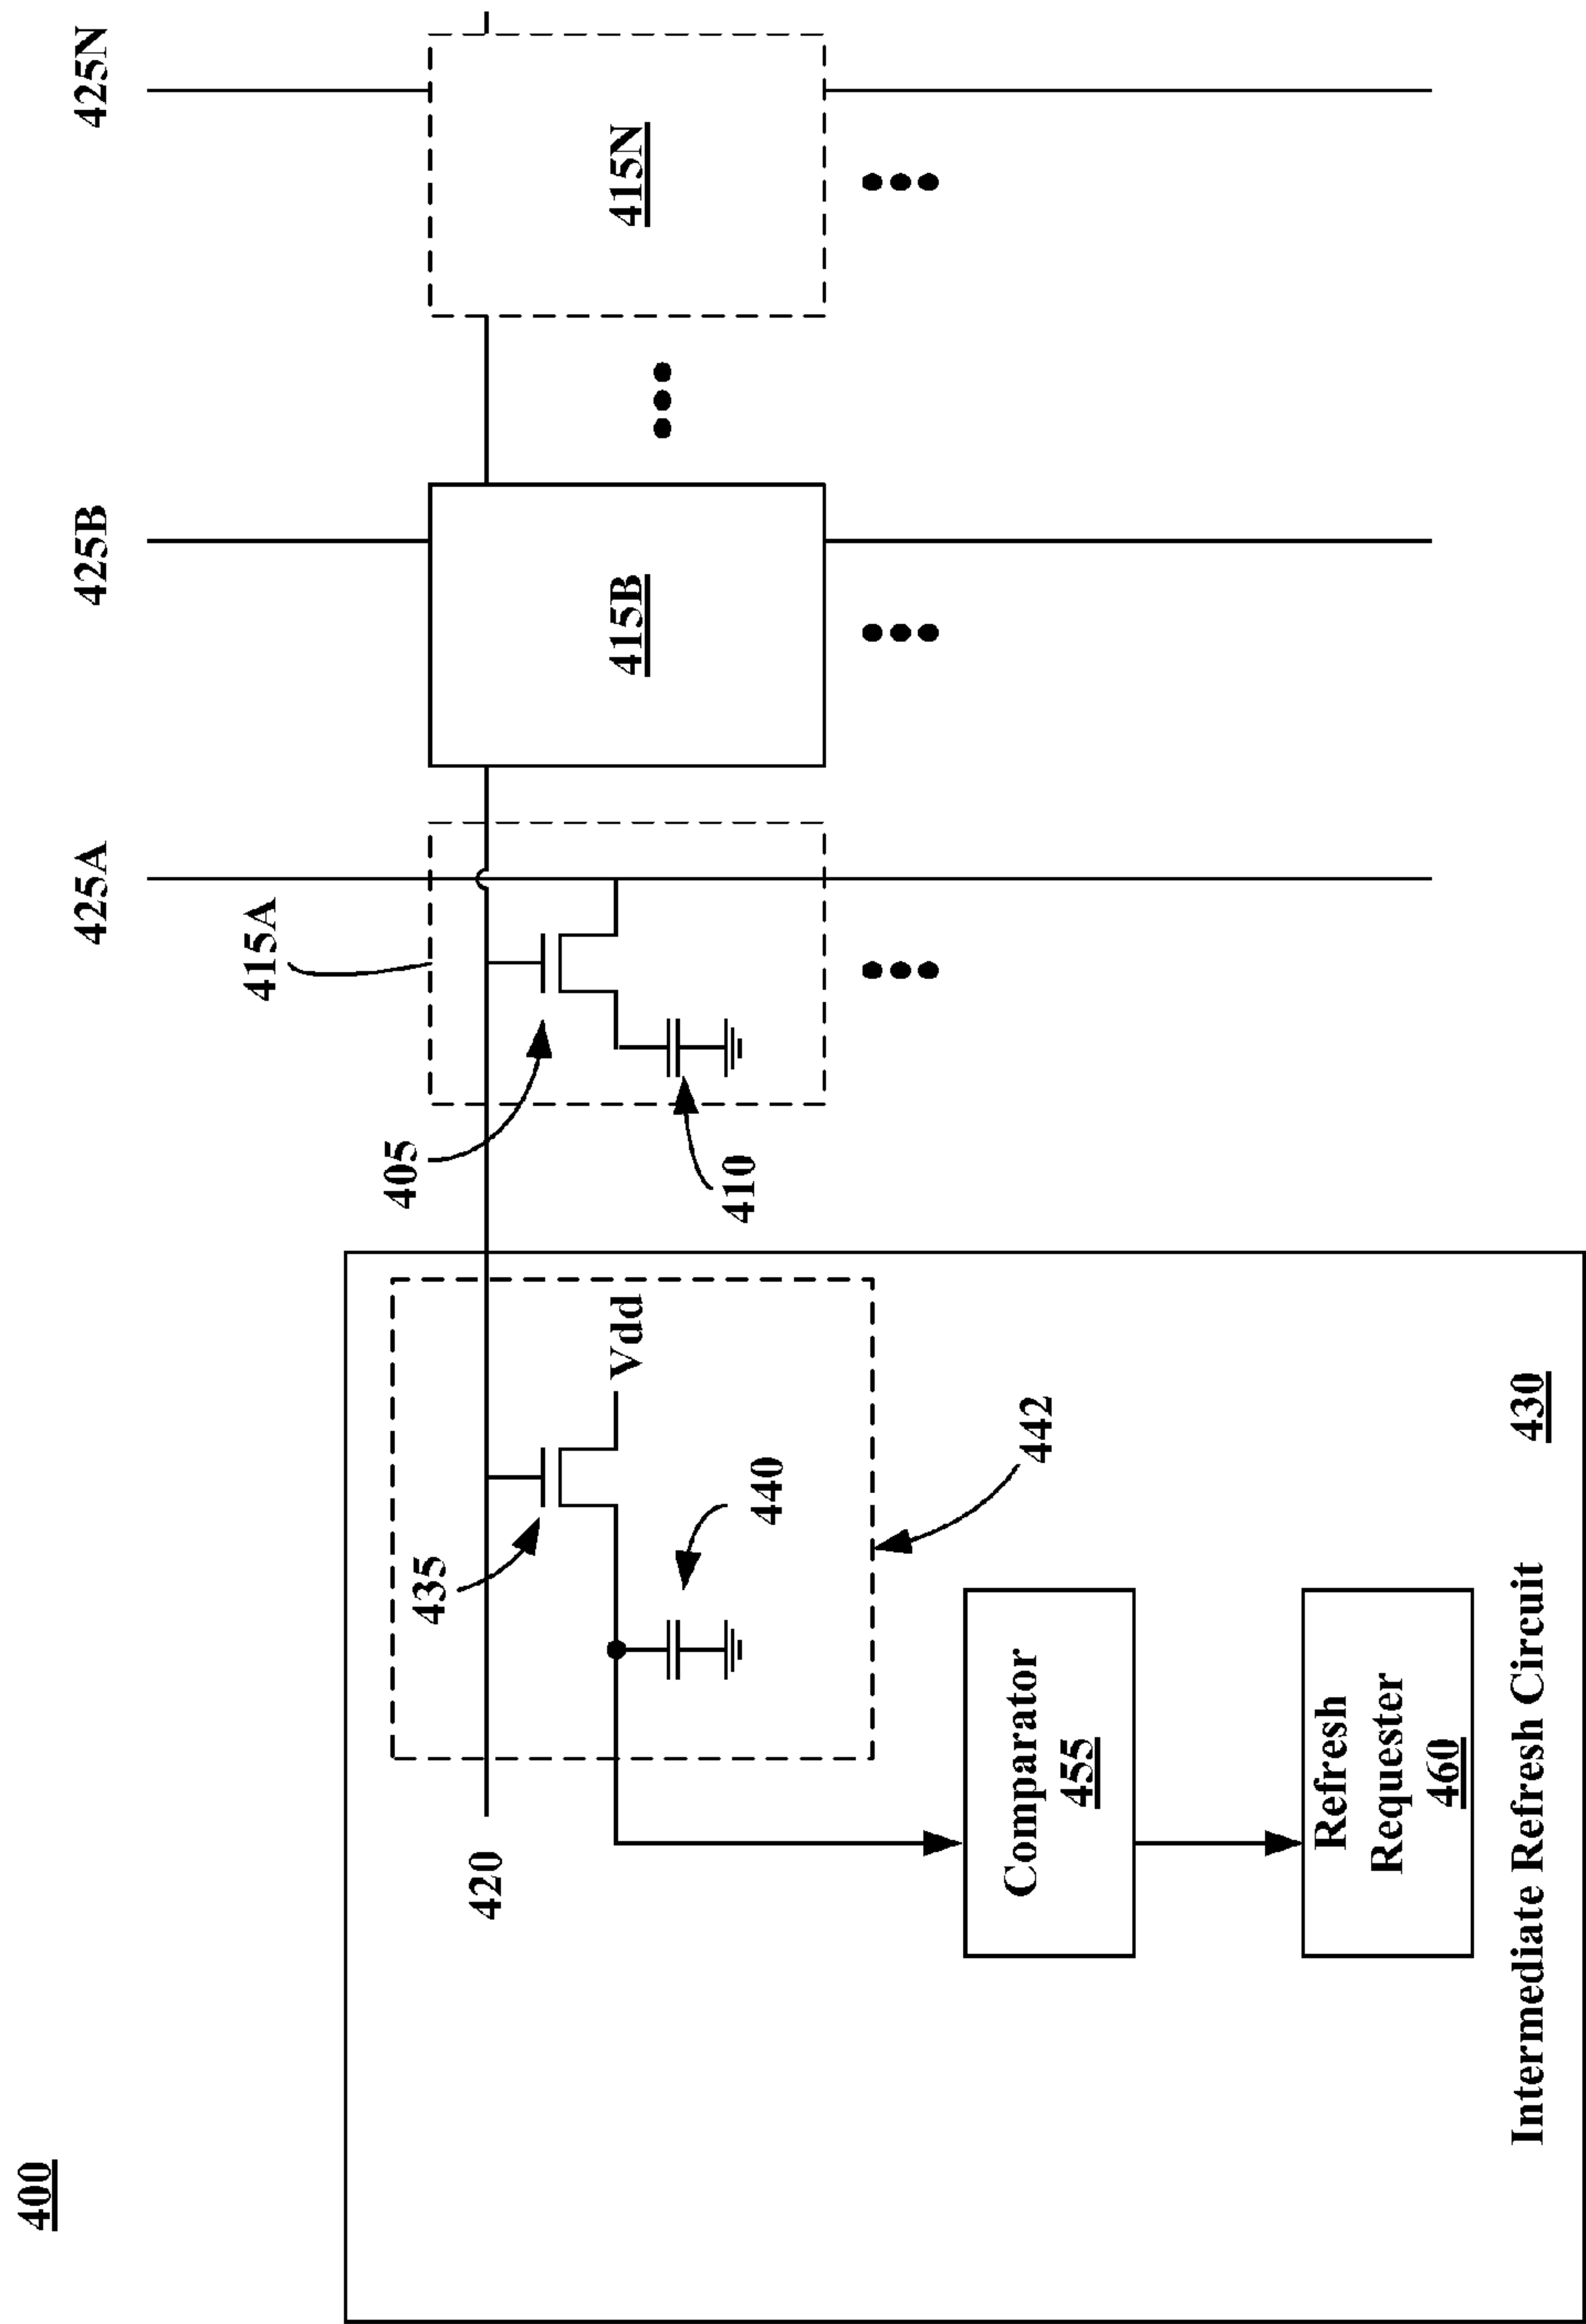 400
425A
425B
425N
415A
405
410
415B
415N
420
435
Vdd
440
442
Comparator
455
Refresh
Requester
460
Intermediate Refresh Circuit
430